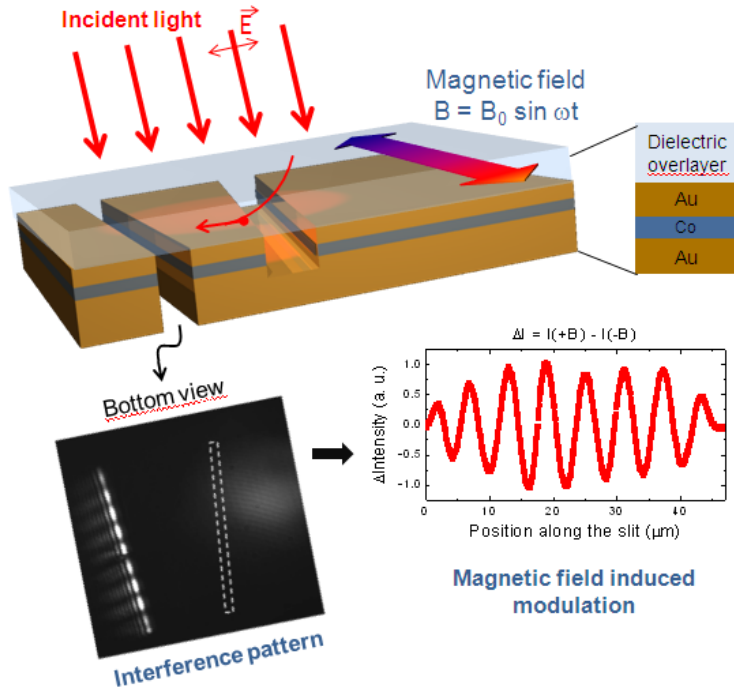 Incident light
E
Magnetic field
B = B₀ sin ωt
Dielectric
overlayer
Au
Co
Au
Bottom view
Interference pattern
ΔI = I(+B) - I(-B)
ΔIntensity (a. u.)
1.0
0.5
0.0
-0.5
-1.0
0 10 20 30 40
Position along the slit (μm)
Magnetic field induced
modulation